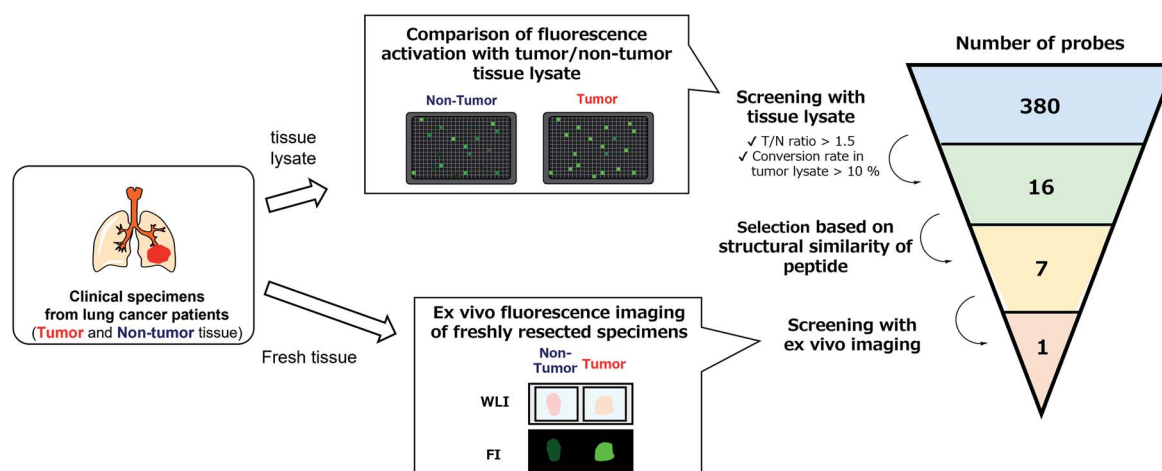 Clinical specimens
from lung cancer patients
(Tumor and Non-tumor tissue)
tissue
lysate
Fresh tissue
Comparison of fluorescence
activation with tumor/non-tumor
tissue lysate
Non-Tumor
Tumor
Ex vivo fluorescence imaging
of freshly resected specimens
Non-
Tumor
Tumor
WLI
FI
Screening with
tissue lysate
✓ T/N ratio > 1.5
✓ Conversion rate in
tumor lysate > 10 %
Selection based on
structural similarity of
peptide
Screening with
ex vivo imaging
Number of probes
380
16
7
1